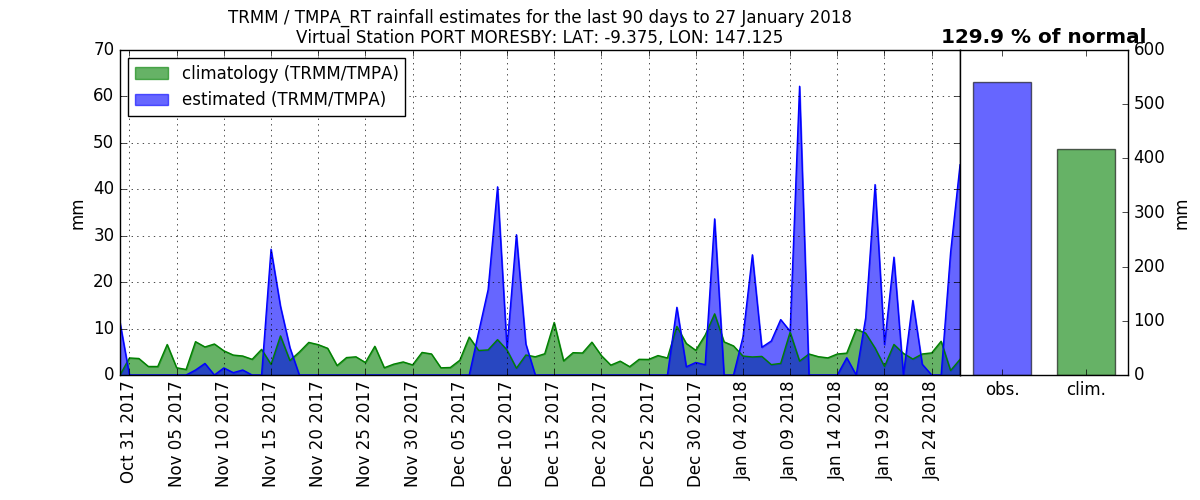 TRMM / TMPA_RT rainfall estimates for the last 90 days to 27 January 2018
Virtual Station PORT MORESBY: LAT: -9.375, LON: 147.125
129.9 % of normal
climatology (TRMM/TMPA)
estimated (TRMM/TMPA)
70
60
50
40
30
20
10
0
mm
Oct 31 2017
Nov 05 2017
Nov 10 2017
Nov 15 2017
Nov 20 2017
Nov 25 2017
Nov 30 2017
Dec 05 2017
Dec 10 2017
Dec 15 2017
Dec 20 2017
Dec 25 2017
Dec 30 2017
Jan 04 2018
Jan 09 2018
Jan 14 2018
Jan 19 2018
Jan 24 2018
obs.
clim.
600
500
400
300
200
100
0
mm